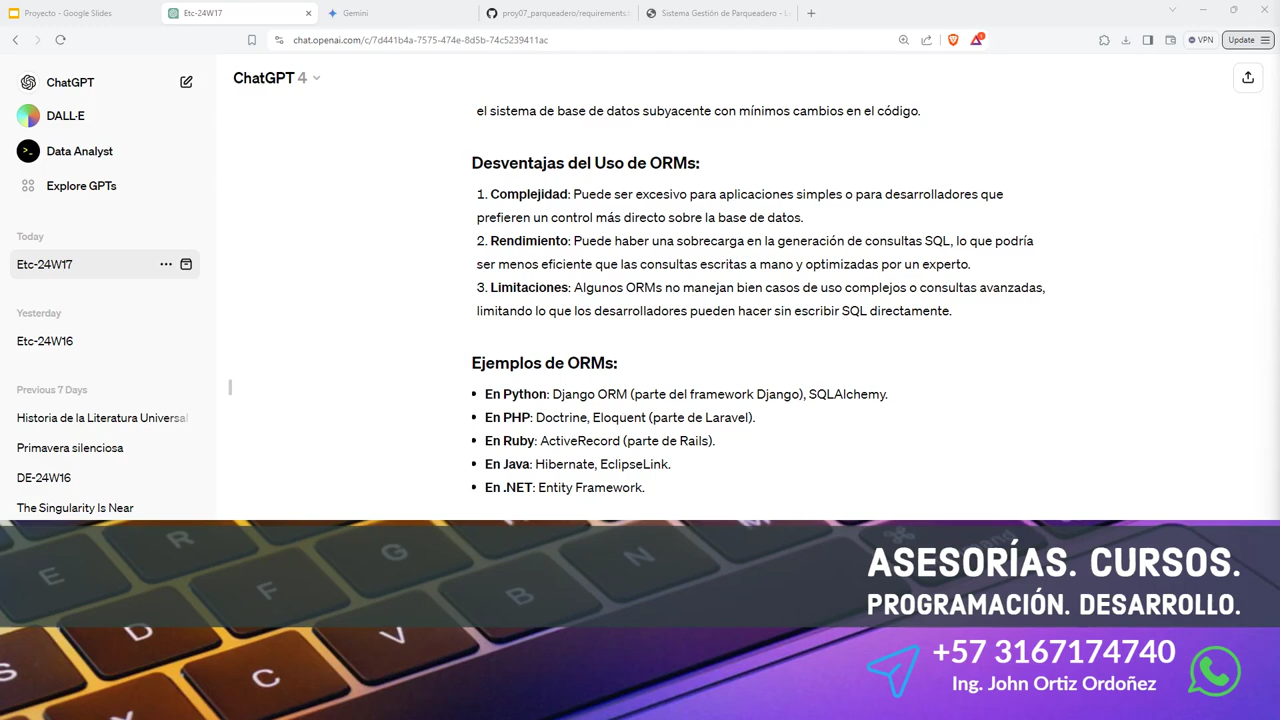 Proyecto - Google Slides
Etc-24W17
Gemini
proy07_parqueadero/requirements.
Sistema Gestión de Parqueadero - L
chat.openai.com/c/7d441b4a-7575-474e-8d5b-74c5239411ac
VPN
Update
ChatGPT
DALL·E
Data Analyst
Explore GPTs
Today
Etc-24W17
Yesterday
Etc-24W16
Previous 7 Days
Historia de la Literatura Universal
Primavera silenciosa
DE-24W16
The Singularity Is Near
ChatGPT 4
el sistema de base de datos subyacente con mínimos cambios en el código.
Desventajas del Uso de ORMs:
1. Complejidad: Puede ser excesivo para aplicaciones simples o para desarrolladores que
prefieren un control más directo sobre la base de datos.
2. Rendimiento: Puede haber una sobrecarga en la generación de consultas SQL, lo que podría
ser menos eficiente que las consultas escritas a mano y optimizadas por un experto.
3. Limitaciones: Algunos ORMs no manejan bien casos de uso complejos o consultas avanzadas,
limitando lo que los desarrolladores pueden hacer sin escribir SQL directamente.
Ejemplos de ORMs:
• En Python: Django ORM (parte del framework Django), SQLAlchemy.
• En PHP: Doctrine, Eloquent (parte de Laravel).
• En Ruby: ActiveRecord (parte de Rails).
• En Java: Hibernate, EclipseLink.
• En .NET: Entity Framework.
ASESORÍAS. CURSOS.
PROGRAMACIÓN. DESARROLLO.
+57 3167174740
Ing. John Ortiz Ordoñez
R
E
G
F
N
B
M
D
V
C
S
X